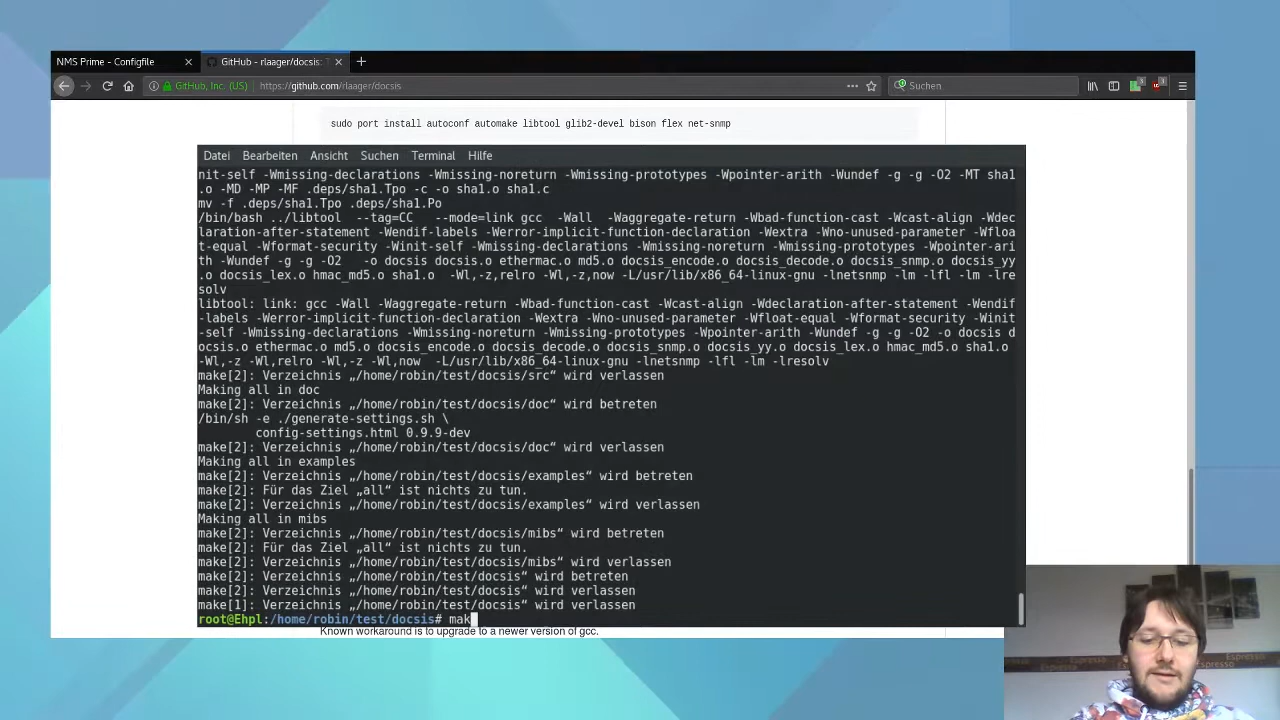 NMS Prime - Configfile
GitHub - rlaager/docsis: T
GitHub, Inc. (US)
https://github.com/rlaager/docsis
Suchen
sudo port install autoconf automake libtool glib2-devel bison flex net-snmp
Datei Bearbeiten Ansicht Suchen Terminal Hilfe
nit-self -Wmissing-declarations -Wmissing-noreturn -Wmissing-prototypes -Wpointer-arith -Wundef -g -g -O2 -MT sha1
.o -MD -MP -MF .deps/sha1.Tpo -c -o sha1.o sha1.c
mv -f .deps/sha1.Tpo .deps/sha1.Po
/bin/bash ../libtool  --tag=CC   --mode=link gcc  -Wall  -Waggregate-return -Wbad-function-cast -Wcast-align -Wdec
laration-after-statement -Wendif-labels -Werror-implicit-function-declaration -Wextra -Wno-unused-parameter -Wfloa
t-equal -Wformat-security -Winit-self -Wmissing-declarations -Wmissing-noreturn -Wmissing-prototypes -Wpointer-ari
th -Wundef -g -g -O2   -o docsis docsis.o ethermac.o md5.o docsis_encode.o docsis_decode.o docsis_snmp.o docsis_yy
.o docsis_lex.o hmac_md5.o sha1.o  -Wl,-z,relro -Wl,-z,now -L/usr/lib/x86_64-linux-gnu -lnetsnmp -lm -lfl -lm -lre
solv
libtool: link: gcc -Wall -Waggregate-return -Wbad-function-cast -Wcast-align -Wdeclaration-after-statement -Wendif
-labels -Werror-implicit-function-declaration -Wextra -Wno-unused-parameter -Wfloat-equal -Wformat-security -Winit
-self -Wmissing-declarations -Wmissing-noreturn -Wmissing-prototypes -Wpointer-arith -Wundef -g -g -O2 -o docsis d
ocsis.o ethermac.o md5.o docsis_encode.o docsis_decode.o docsis_snmp.o docsis_yy.o docsis_lex.o hmac_md5.o sha1.o
-Wl,-z -Wl,relro -Wl,-z -Wl,now  -L/usr/lib/x86_64-linux-gnu -lnetsnmp -lfl -lm -lresolv
make[2]: Verzeichnis „/home/robin/test/docsis/src“ wird verlassen
Making all in doc
make[2]: Verzeichnis „/home/robin/test/docsis/doc“ wird betreten
/bin/sh -e ./generate-settings.sh \
config-settings.html 0.9.9-dev
make[2]: Verzeichnis „/home/robin/test/docsis/doc“ wird verlassen
Making all in examples
make[2]: Verzeichnis „/home/robin/test/docsis/examples“ wird betreten
make[2]: Für das Ziel „all“ ist nichts zu tun.
make[2]: Verzeichnis „/home/robin/test/docsis/examples“ wird verlassen
Making all in mibs
make[2]: Verzeichnis „/home/robin/test/docsis/mibs“ wird betreten
make[2]: Für das Ziel „all“ ist nichts zu tun.
make[2]: Verzeichnis „/home/robin/test/docsis/mibs“ wird verlassen
make[2]: Verzeichnis „/home/robin/test/docsis“ wird betreten
make[2]: Verzeichnis „/home/robin/test/docsis“ wird verlassen
make[1]: Verzeichnis „/home/robin/test/docsis“ wird verlassen
root@Ehpl:/home/robin/test/docsis# mak
Known workaround is to upgrade to a newer version of gcc.
Espresso
Espresso
Espresso